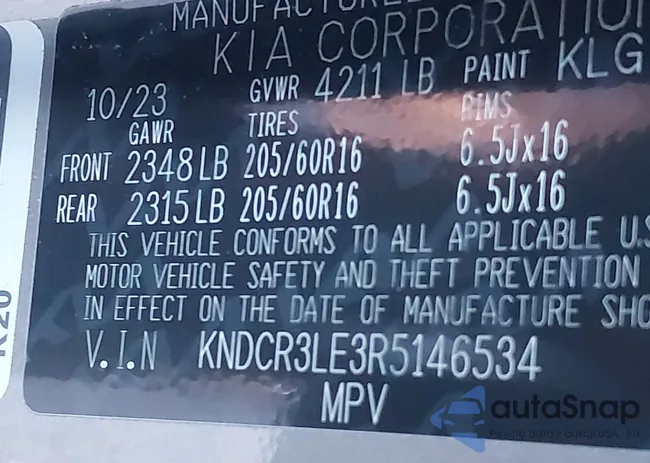 MANUFACTURED
KIA CORPORATION
10/23 GVWR 4211 LB PAINT KLG
GAWR TIRES RIMS
FRONT 2348 LB 205/60R16 6.5Jx16
REAR 2315 LB 205/60R16 6.5Jx16
THIS VEHICLE CONFORMS TO ALL APPLICABLE U.S
MOTOR VEHICLE SAFETY AND THEFT PREVENTION
IN EFFECT ON THE DATE OF MANUFACTURE SHO
V.I.N KNDCR3LE3R5146534
MPV
autaSnap